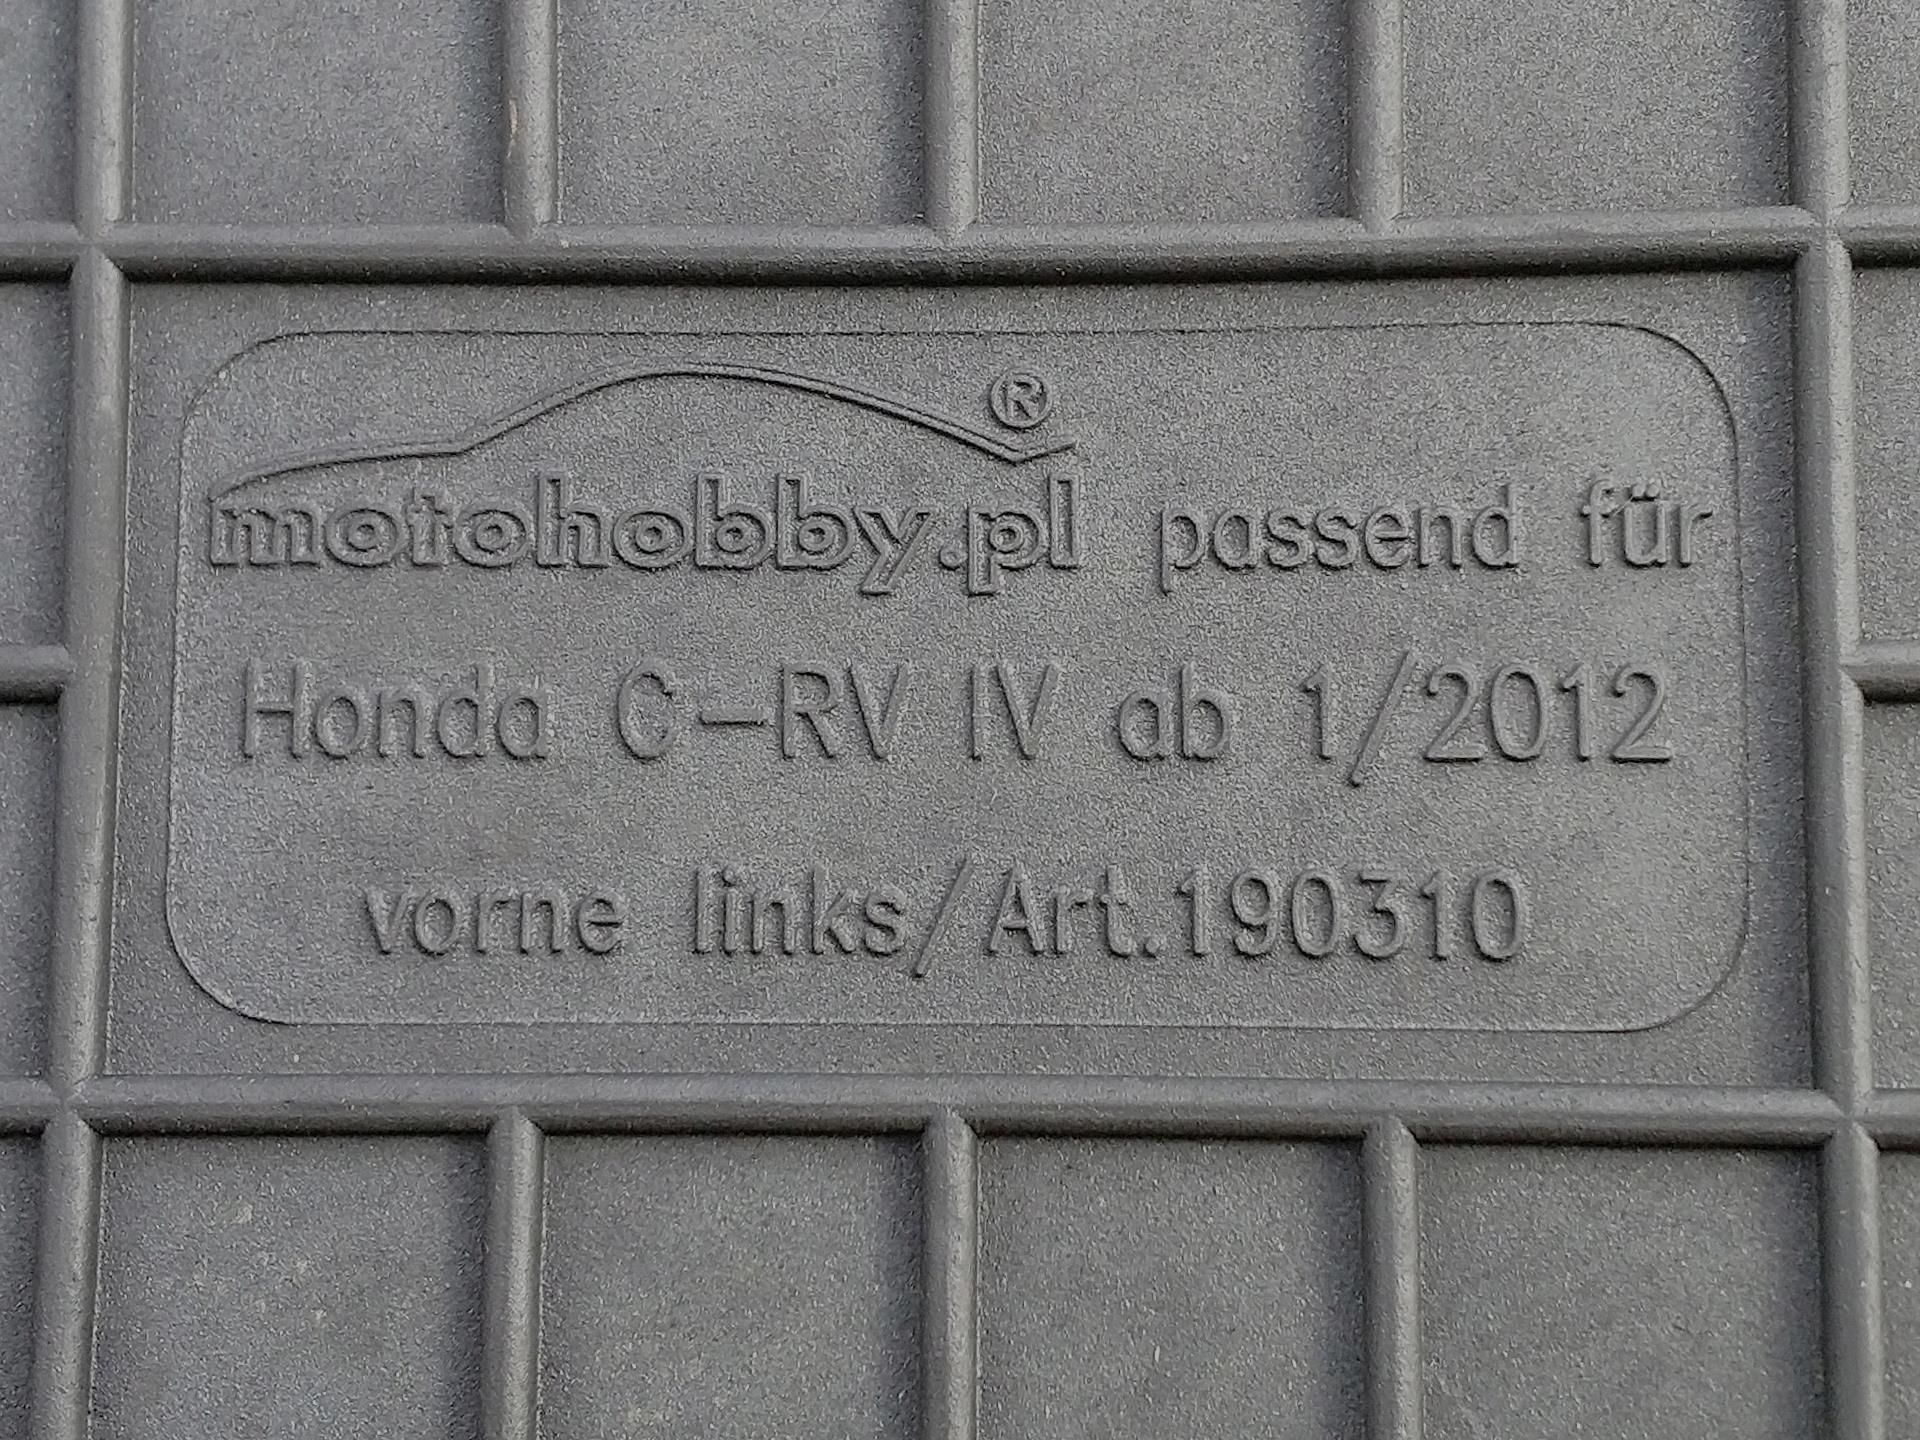 motohobby.pl® passend für
Honda C-RV IV ab 1/2012
vorne links/Art.190310